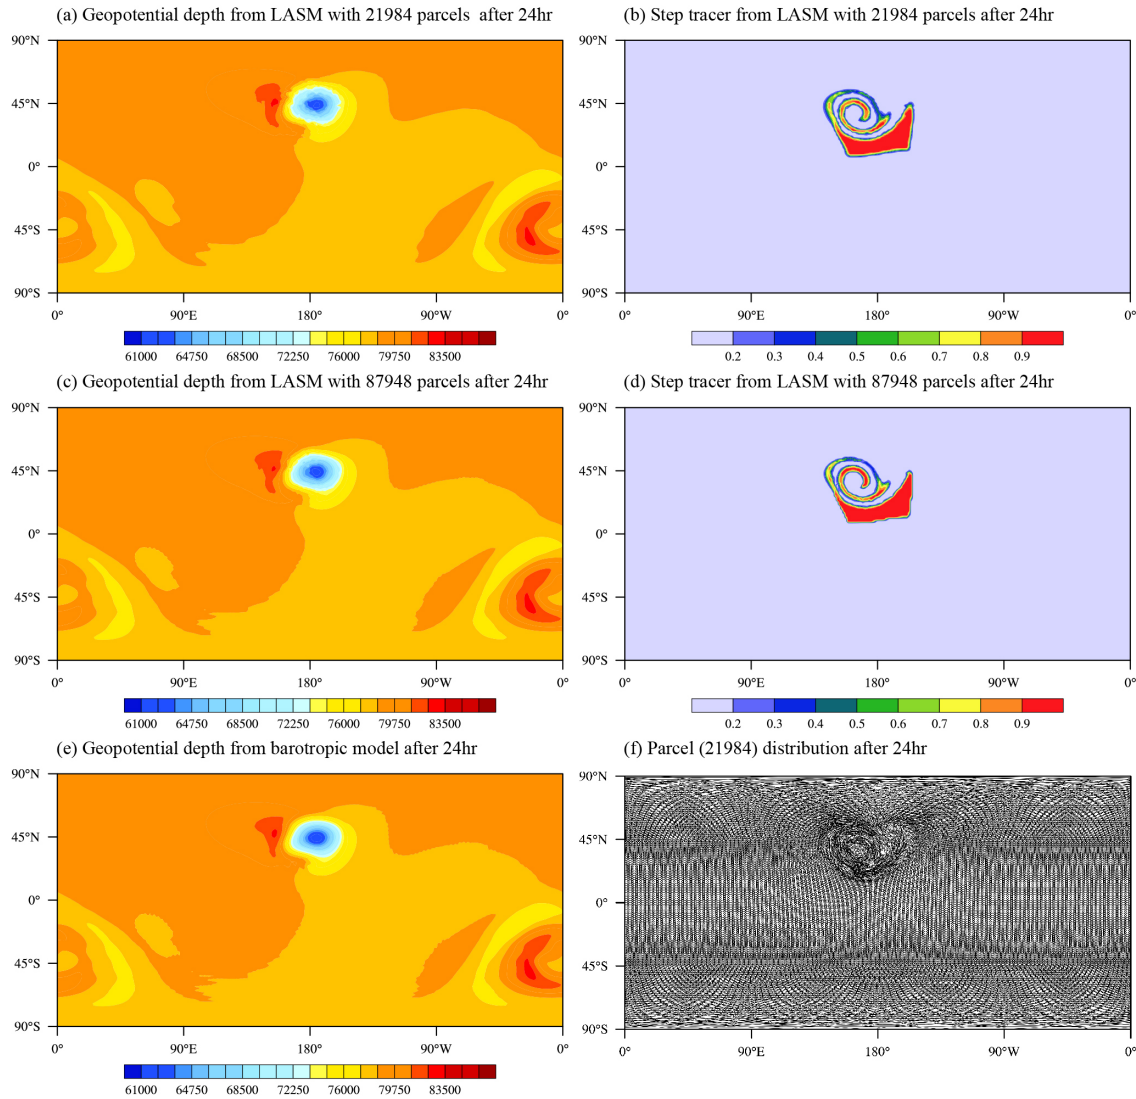 (a) Geopotential depth from LASM with 21984 parcels after 24hr
90°N
45°N
0°
45°S
90°S
0° 90°E 180° 90°W 0°
61000 64750 68500 72250 76000 79750 83500
(b) Step tracer from LASM with 21984 parcels after 24hr
90°N
45°N
0°
45°S
90°S
0° 90°E 180° 90°W 0°
0.2 0.3 0.4 0.5 0.6 0.7 0.8 0.9
(c) Geopotential depth from LASM with 87948 parcels after 24hr
90°N
45°N
0°
45°S
90°S
0° 90°E 180° 90°W 0°
61000 64750 68500 72250 76000 79750 83500
(d) Step tracer from LASM with 87948 parcels after 24hr
90°N
45°N
0°
45°S
90°S
0° 90°E 180° 90°W 0°
0.2 0.3 0.4 0.5 0.6 0.7 0.8 0.9
(e) Geopotential depth from barotropic model after 24hr
90°N
45°N
0°
45°S
90°S
0° 90°E 180° 90°W 0°
61000 64750 68500 72250 76000 79750 83500
(f) Parcel (21984) distribution after 24hr
90°N
45°N
0°
45°S
90°S
0° 90°E 180° 90°W 0°